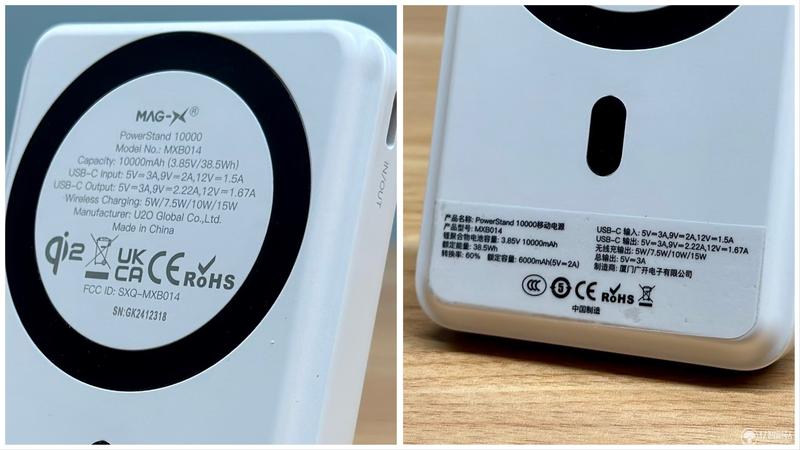 MAG-X®
PowerStand 10000
Model No.: MXB014
Capacity: 10000mAh (3.85V/38.5Wh)
USB-C Input: 5V⎓3A,9V⎓2A,12V⎓1.5A
USB-C Output: 5V⎓3A,9V⎓2.22A,12V⎓1.67A
Wireless Charging: 5W/7.5W/10W/15W
Manufacturer: U2O Global Co.,Ltd.
Made in China
qi2 UK CA CE RoHS
FCC ID: SXQ-MXB014
SN:GK2412318
IN/OUT
产品名称: PowerStand 10000移动电源
产品型号: MXB014
锂聚合物电池容量: 3.85V 10000mAh
额定能量: 38.5Wh
转换率: 60% 额定容量: 6000mAh(5V⎓2A)
USB-C 输入: 5V⎓3A,9V⎓2A,12V⎓1.5A
USB-C 输出: 5V⎓3A,9V⎓2.22A,12V⎓1.67A
无线充输出: 5W/7.5W/10W/15W
总输出: 5V⎓3A
制造商: 厦门广开电子有限公司
CCC 5 CE RoHS
中国制造